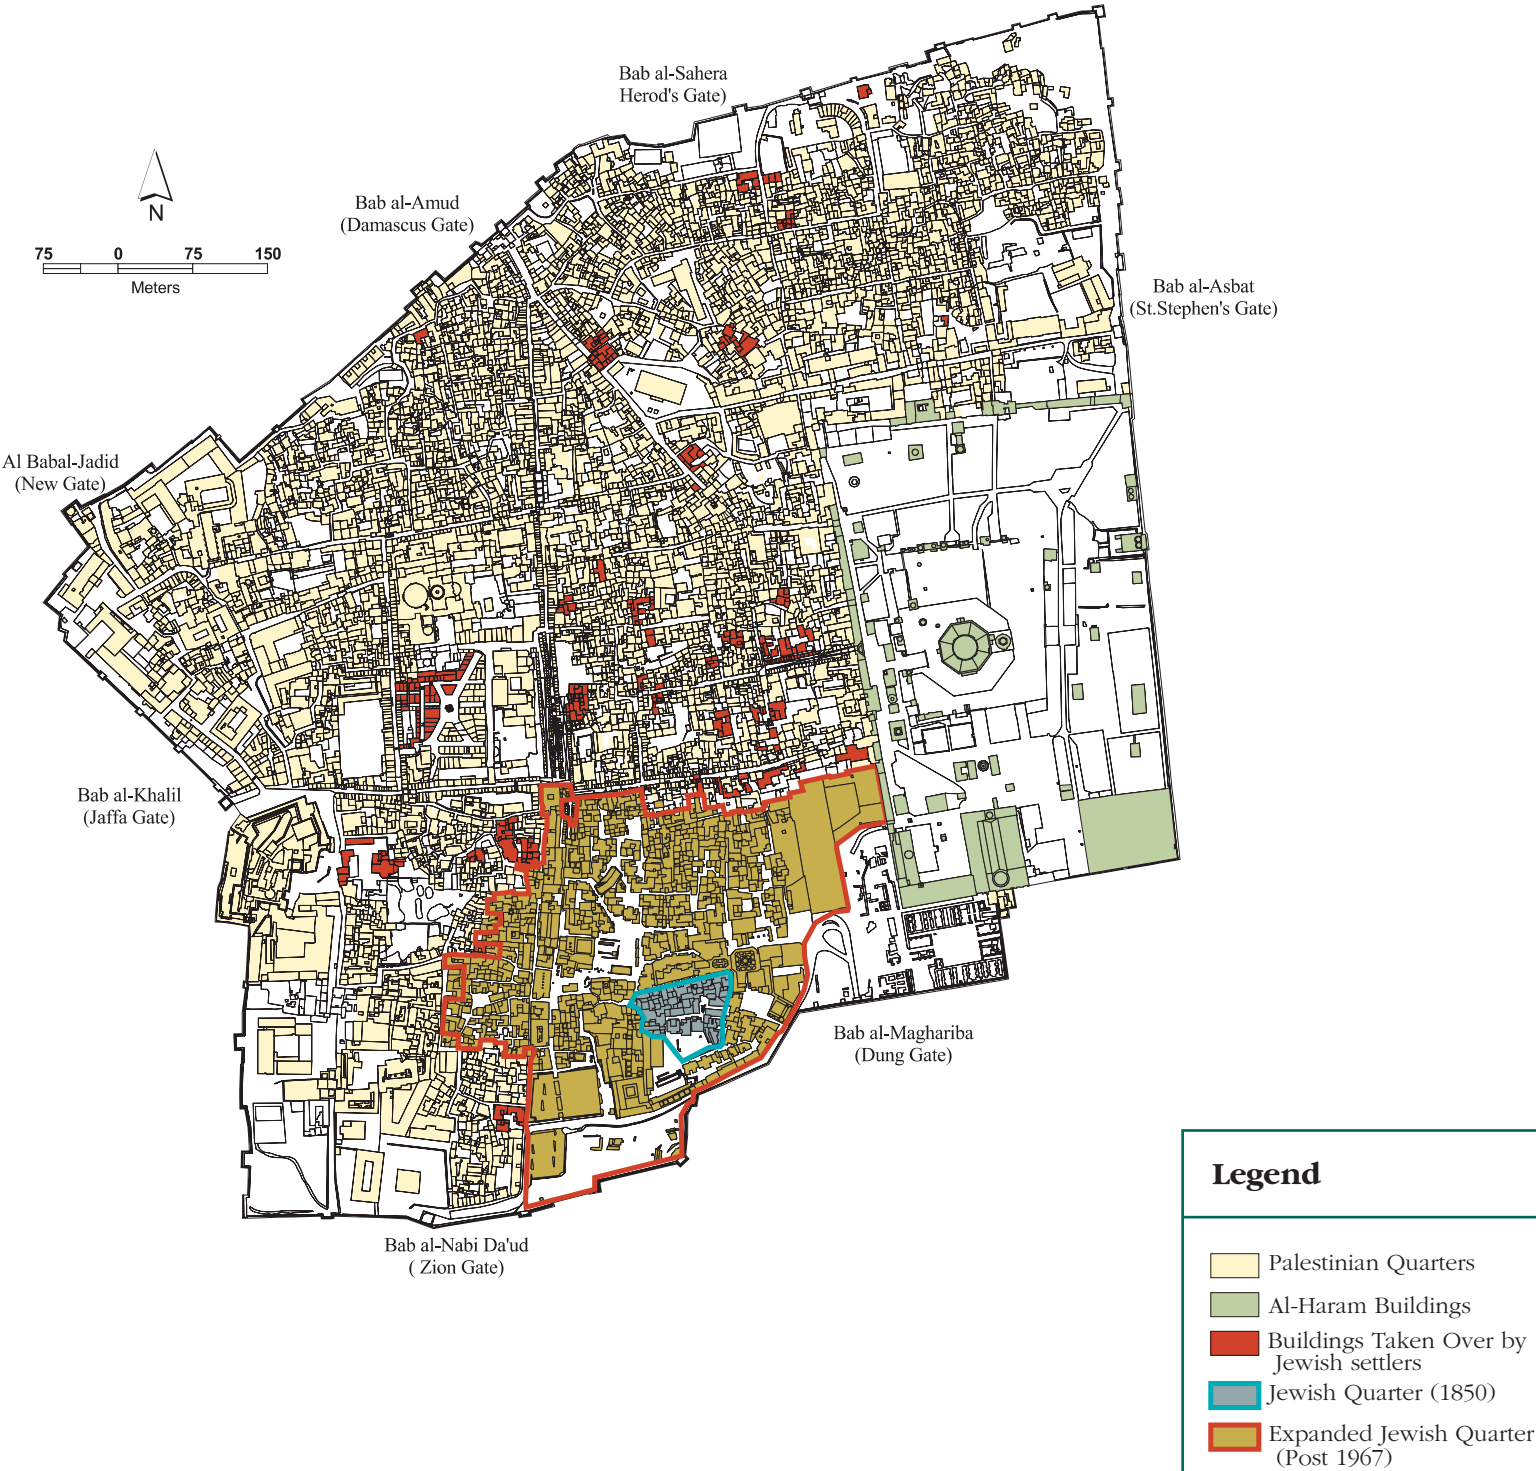 Bab al-Sahera
Herod's Gate)
Bab al-Amud
(Damascus Gate)
N
75 0 75 150
Meters
Bab al-Asbat
(St.Stephen's Gate)
Al Babal-Jadid
(New Gate)
Bab al-Khalil
(Jaffa Gate)
Bab al-Maghariba
(Dung Gate)
Bab al-Nabi Da'ud
( Zion Gate)
Legend
Palestinian Quarters
Al-Haram Buildings
Buildings Taken Over by
Jewish settlers
Jewish Quarter (1850)
Expanded Jewish Quarter
(Post 1967)